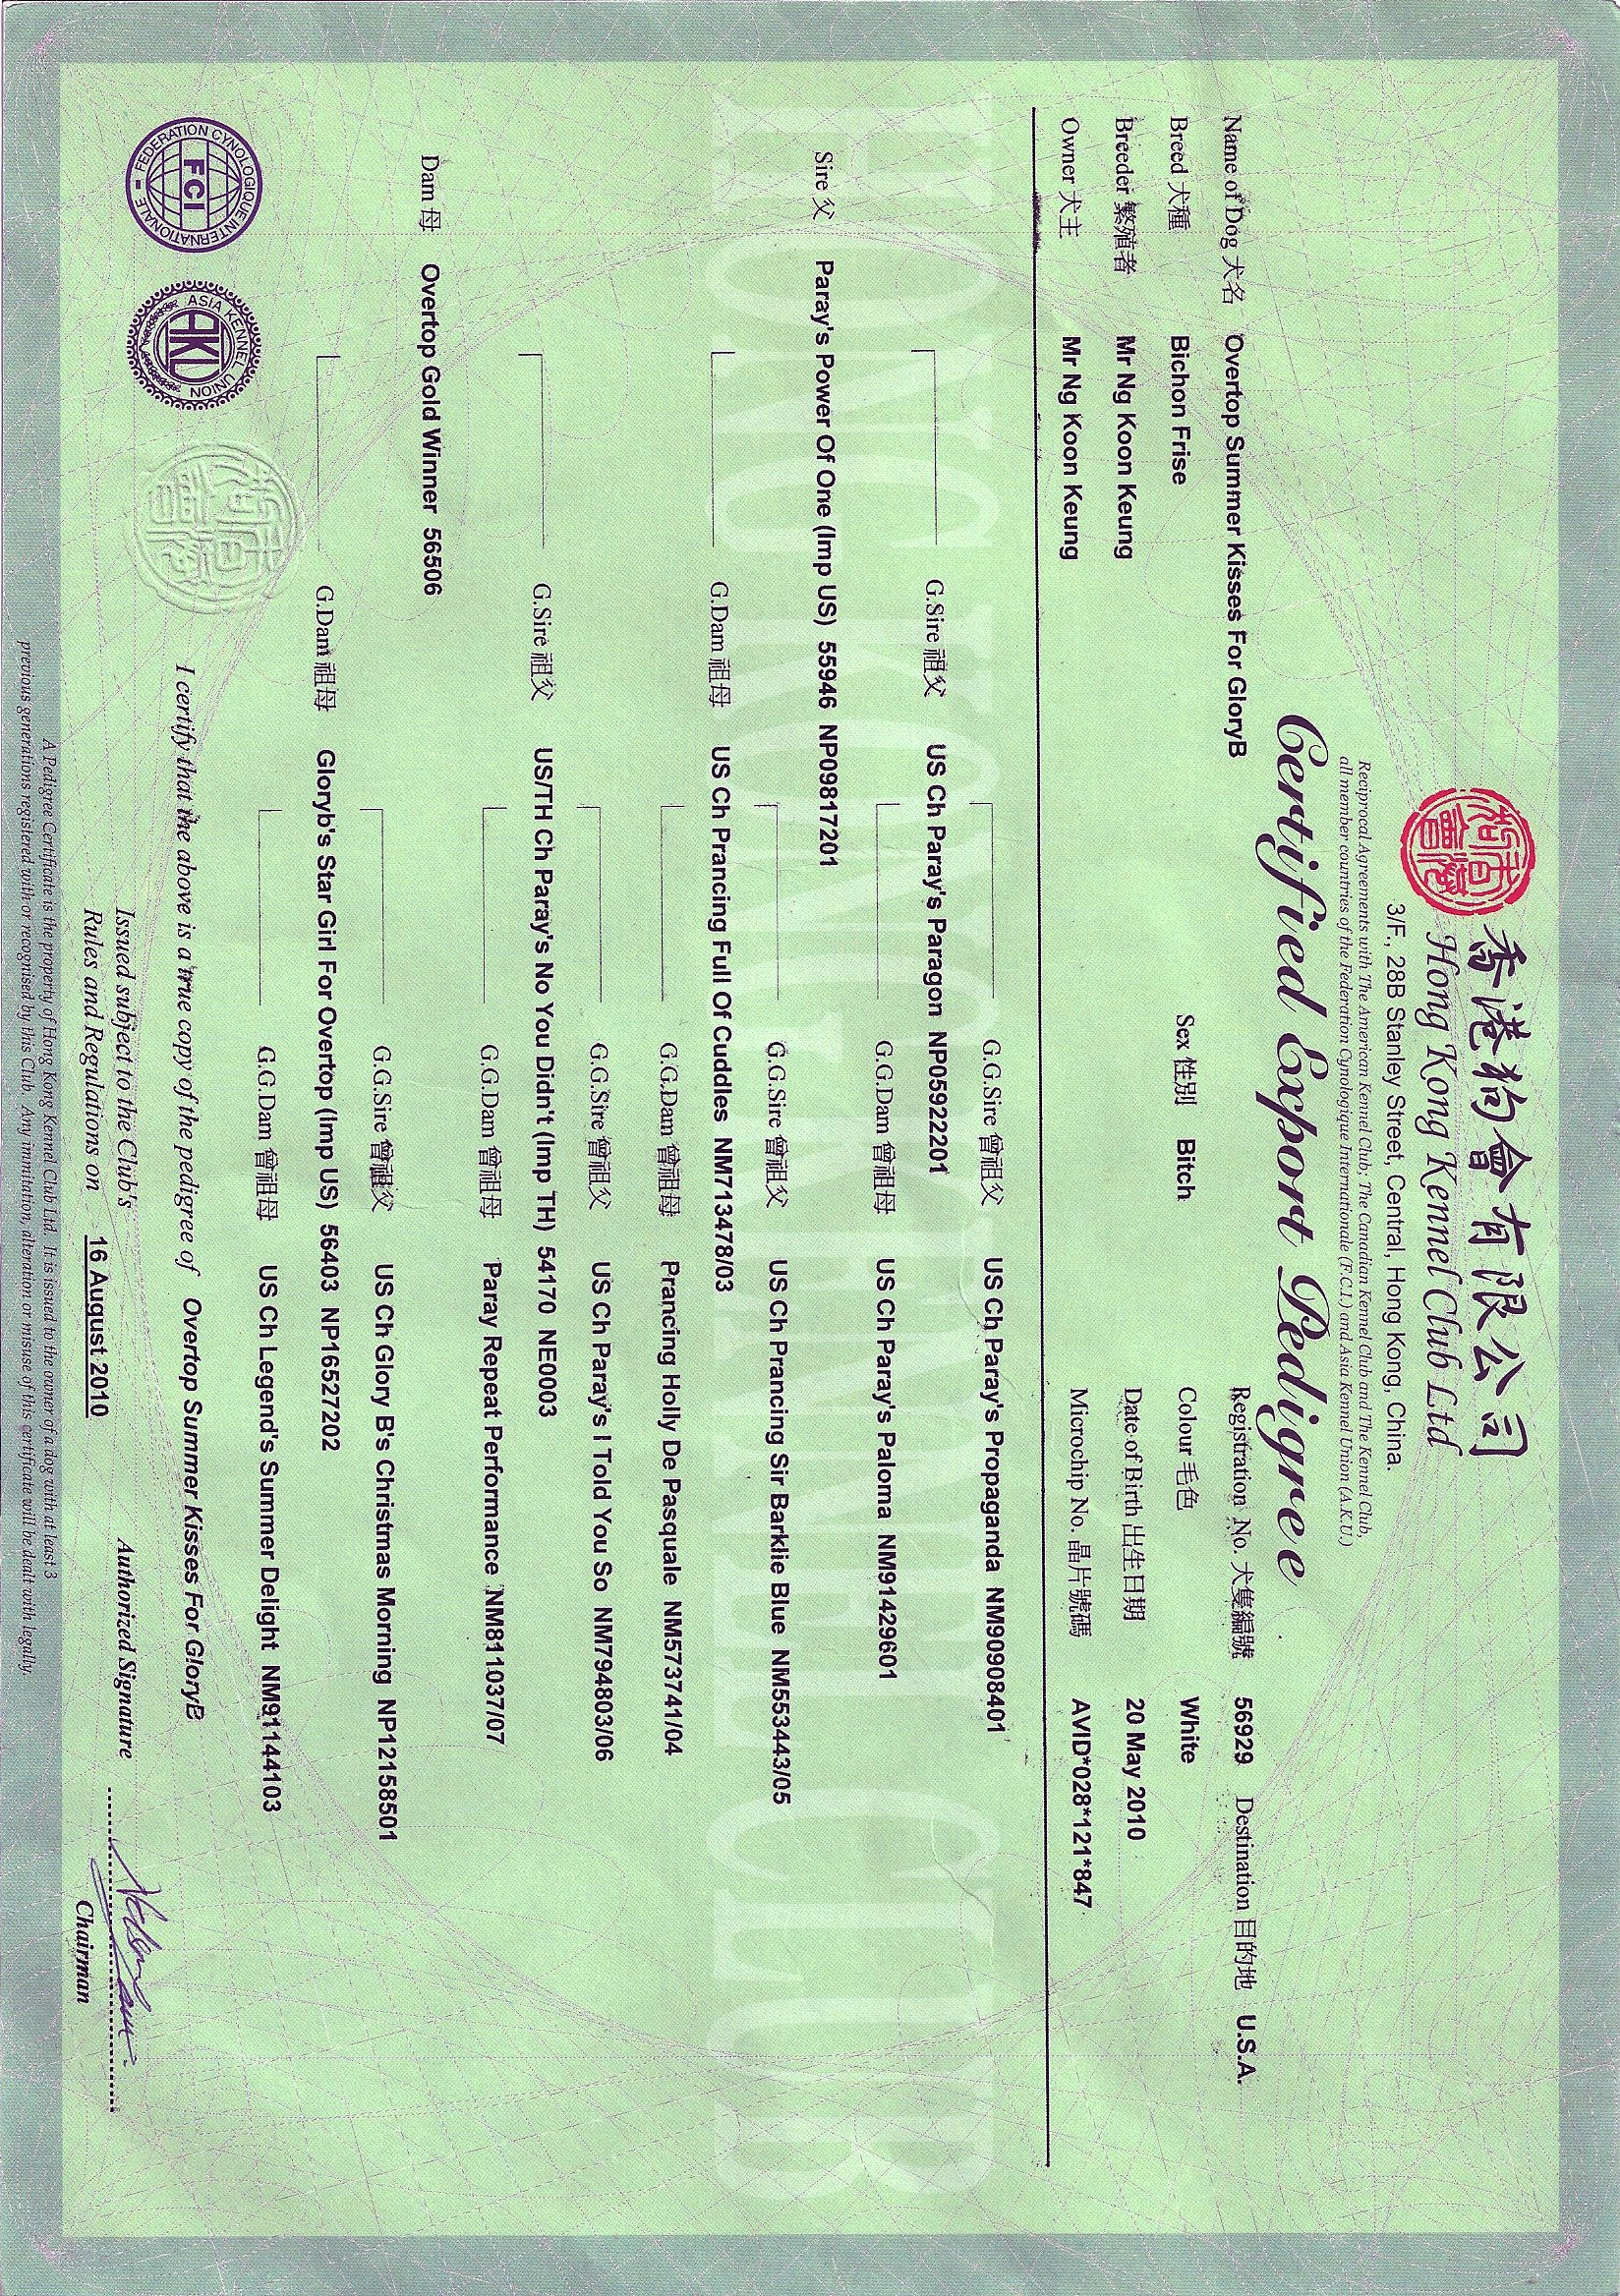 香港狗會有限公司
Hong Kong Kennel Club Ltd
3/F., 28B Stanley Street, Central, Hong Kong, China.
Reciprocal Agreements with The American Kennel Club, The Canadian Kennel Club and The Kennel Club,
all member countries of the Federation Cynologique Internationale (F.C.I.) and Asia Kennel Union (A.K.U.)
Certified Export Pedigree
Name of Dog 犬名 Overtop Summer Kisses For GloryB Registration No. 犬隻編號 56929 Destination 目的地 U.S.A.
Breed 犬種 Bichon Frise Sex 性別 Bitch Colour 毛色 White
Breeder 繁殖者 Mr Ng Koon Keung Date of Birth 出生日期 20 May 2010
Owner 犬主 Mr Ng Koon Keung Microchip No. 晶片號碼 AVID*028*121*847
HONG KONG KENNEL CLUB
HONG KONG KENNEL CLUB
G.G.Sire 曾祖父 US Ch Paray's Propaganda NM90908401
G.Sire 祖父 US Ch Paray's Paragon NP05922201
G.G.Dam 曾祖母 US Ch Paray's Paloma NM91429601
Sire 父 Paray's Power Of One (Imp US) 55946 NP09817201
G.G.Sire 曾祖父 US Ch Prancing Sir Barklie Blue NM553443/05
G.Dam 祖母 US Ch Prancing Full Of Cuddles NM713478/03
G.G.Dam 曾祖母 Prancing Holly De Pasquale NM573741/04
G.G.Sire 曾祖父 US Ch Paray's I Told You So NM794803/06
G.Sire 祖父 US/TH Ch Paray's No You Didn't (Imp TH) 54170 NE0003
G.G.Dam 曾祖母 Paray Repeat Performance NM811037/07
Dam 母 Overtop Gold Winner 56506
G.G.Sire 曾祖父 US Ch Glory B's Christmas Morning NP12158501
G.Dam 祖母 Gloryb's Star Girl For Overtop (Imp US) 56403 NP16527202
G.G.Dam 曾祖母 US Ch Legend's Summer Delight NM91144103
FEDERATION CYNOLOGIQUE INTERNATIONALE
FCI
ASIA KENNEL UNION
AKU
I certify that the above is a true copy of the pedigree of Overtop Summer Kisses For GloryB
Issued subject to the Club's
Rules and Regulations on 16 August 2010
Authorized Signature
Chairman
A Pedigree Certificate is the property of Hong Kong Kennel Club Ltd. It is issued to the owner of a dog with at least 3
previous generations registered with or recognised by this Club. Any immitation, alteration or misuse of this certificate will be dealt with legally.